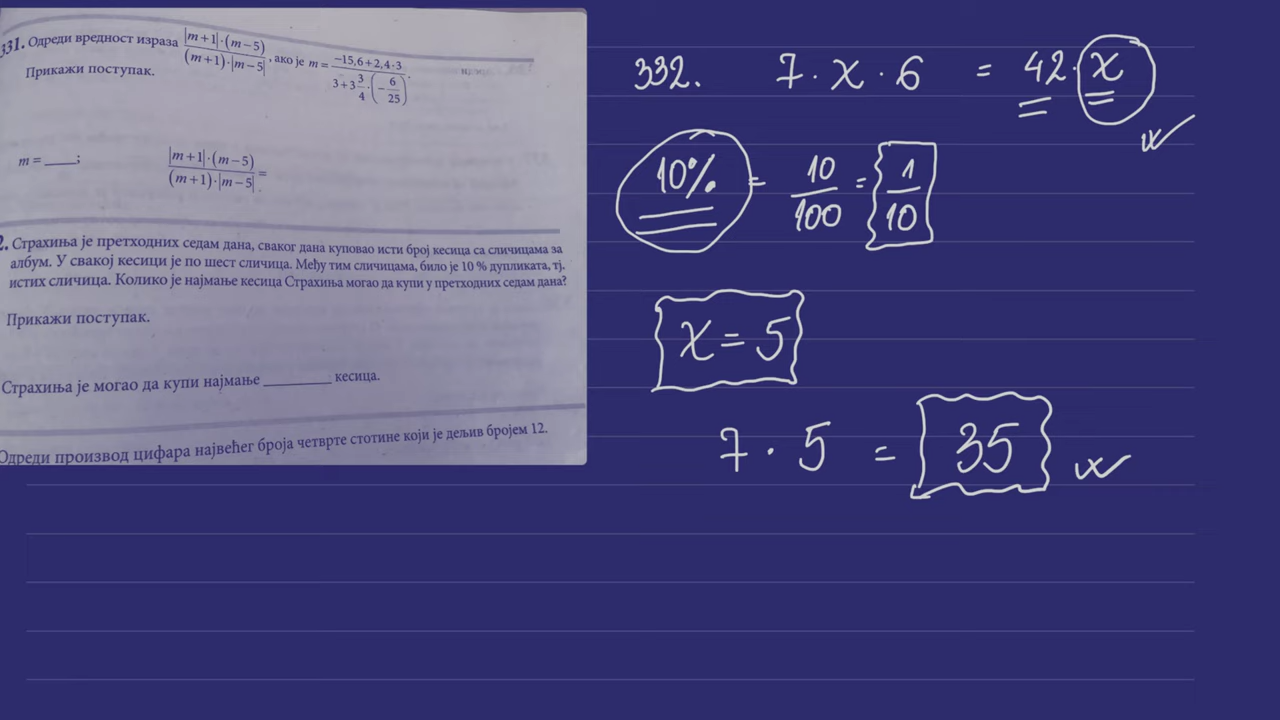 331. Одреди вредност израза |m+1|·(m−5) / (m+1)·|m−5|, ако је m = −15,6+2,4·3 / 3+3 3/4·(−6/25).
Прикажи поступак.
m = ____; |m+1|·(m−5) / (m+1)·|m−5| =
2. Страхиња је претходних седам дана, сваког дана куповао исти број кесица са сличицама за
албум. У свакој кесици је по шест сличица. Међу тим сличицама, било је 10 % дупликата, тј.
истих сличица. Колико је најмање кесица Страхиња могао да купи у претходних седам дана?
Прикажи поступак.
Страхиња је могао да купи најмање ________ кесица.
Одреди производ цифара највећег броја четврте стотине који је дељив бројем 12.
332. 7 · x · 6 = 42 · x
10% = 10/100 = 1/10
x = 5
7 · 5 = 35